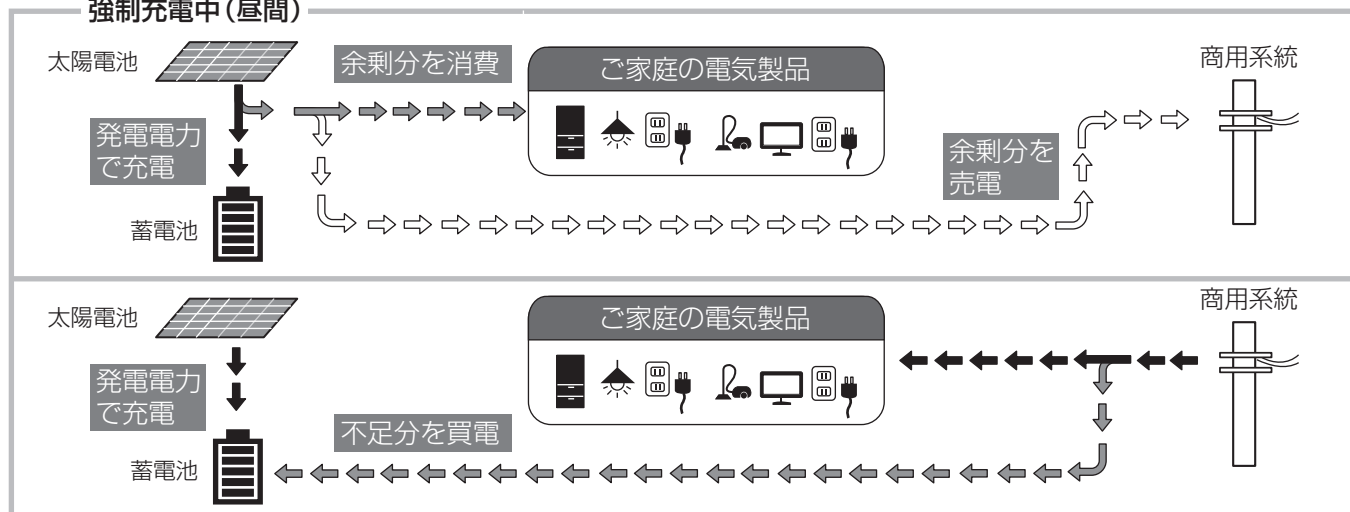 強制充電中（昼間）
太陽電池
余剰分を消費
ご家庭の電気製品
商用系統
発電電力
で充電
余剰分を
売電
蓄電池
太陽電池
ご家庭の電気製品
商用系統
発電電力
で充電
不足分を買電
蓄電池